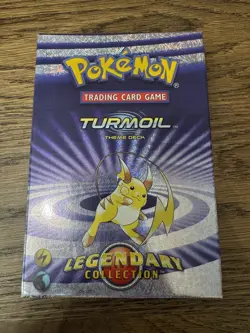 POKéMON
®
TRADING CARD GAME
TURMOIL
THEME DECK
LEGENDARY
COLLECTION